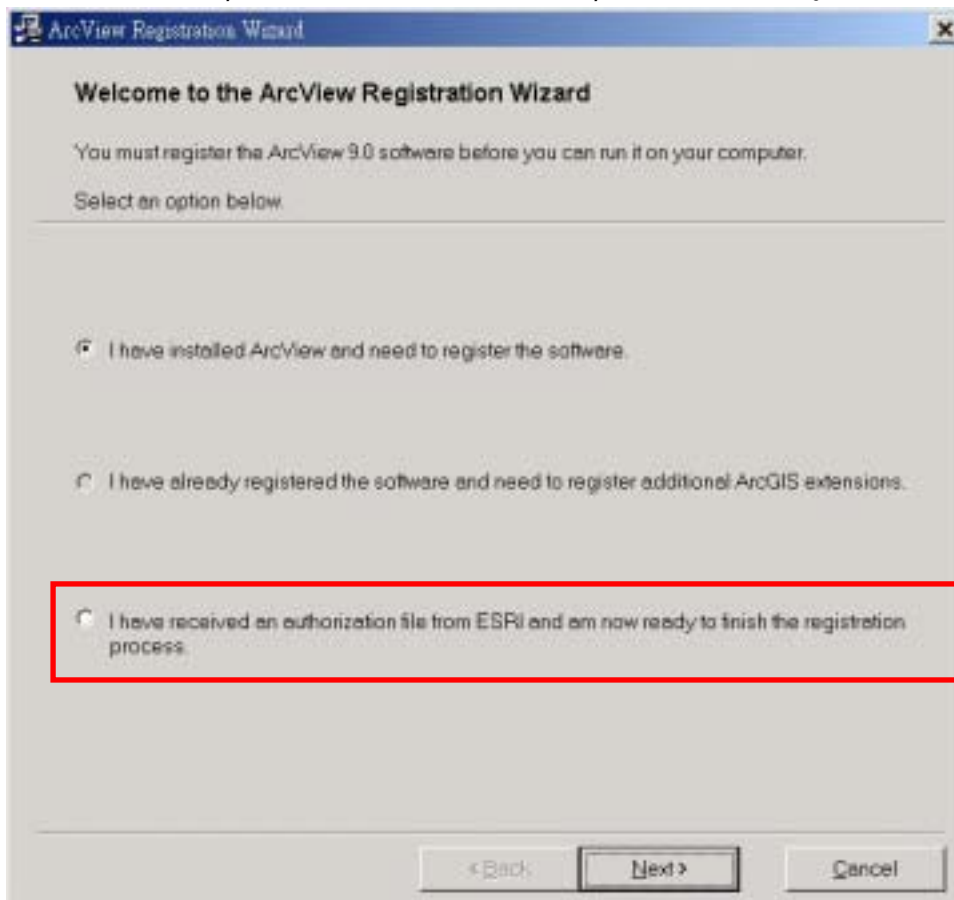 ArcView Registration Wizard
Welcome to the ArcView Registration Wizard
You must register the ArcView 9.0 software before you can run it on your computer.
Select an option below.
I have installed ArcView and need to register the software.
I have already registered the software and need to register additional ArcGIS extensions.
I have received an authorization file from ESRI and am now ready to finish the registration
process.
< Back
Next >
Cancel